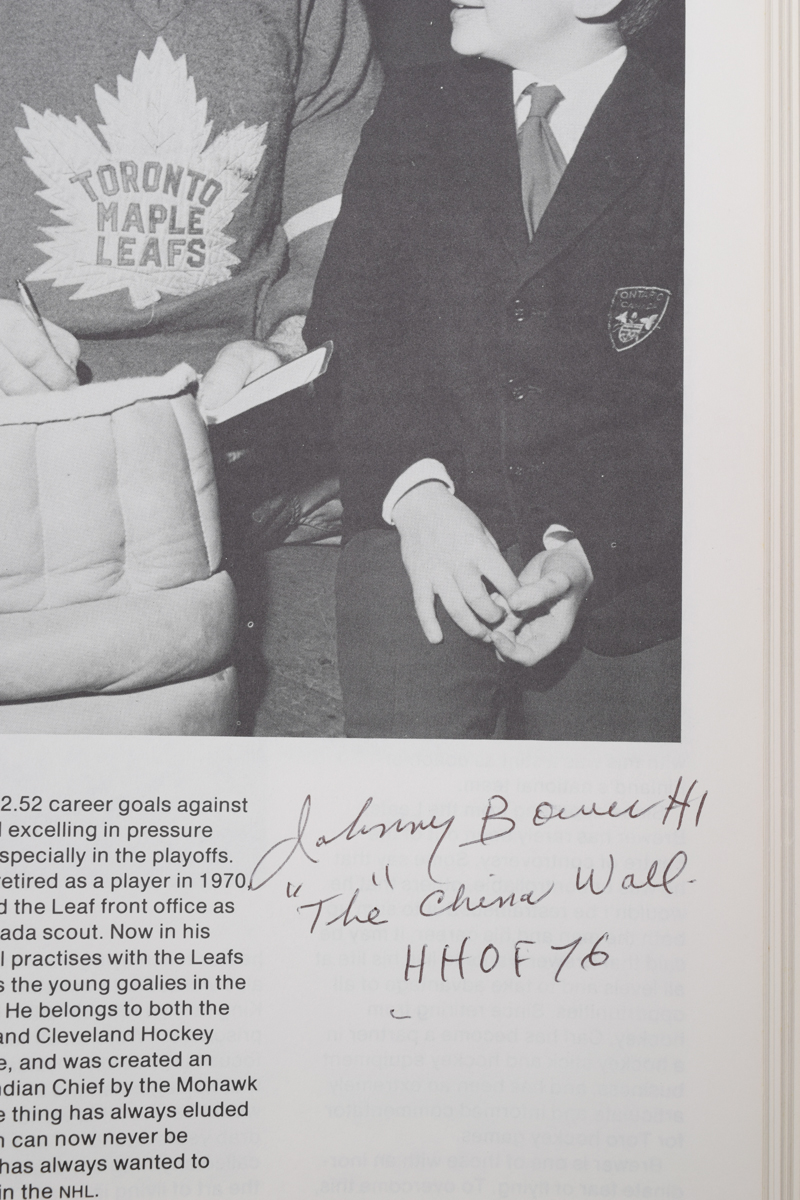 TORONTO
MAPLE
LEAFS
ONTARIO
CANADA
2.52 career goals against
excelling in pressure
specially in the playoffs.
retired as a player in 1970,
d the Leaf front office as
ada scout. Now in his
l practises with the Leafs
s the young goalies in the
He belongs to both the
and Cleveland Hockey
e, and was created an
ndian Chief by the Mohawk
e thing has always eluded
n can now never be
has always wanted to
in the NHL.
Johnny Bower #1
"The" China Wall.
HHOF 76